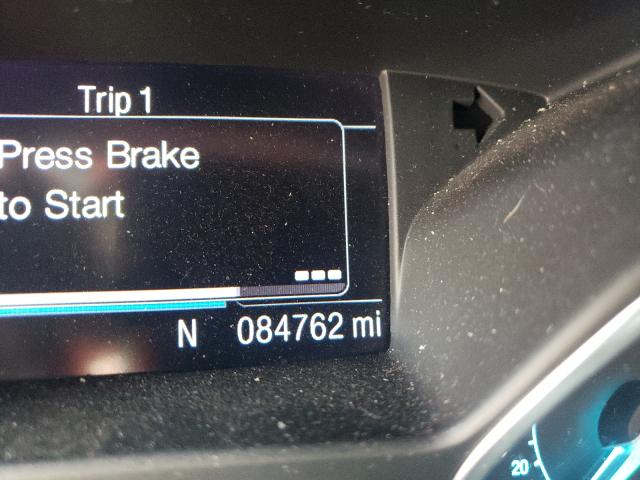 Trip 1
Press Brake
to Start
N 084762 mi
20